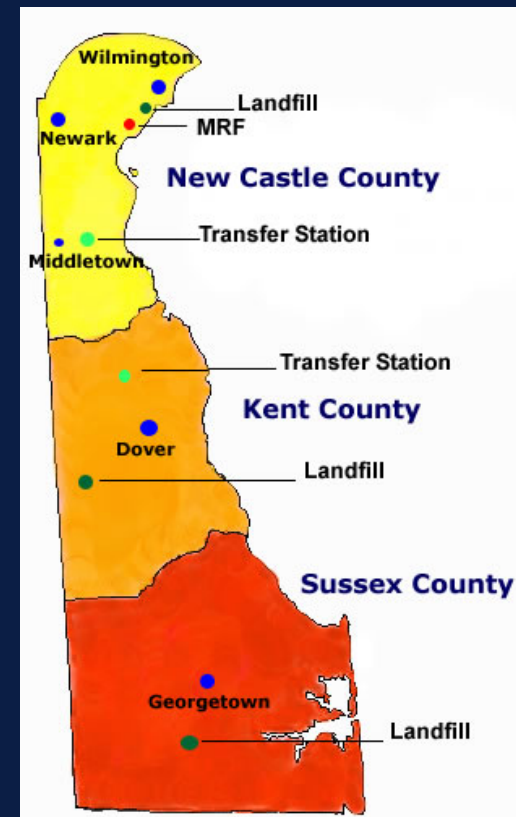 Wilmington
Landfill
MRF
Newark
New Castle County
Transfer Station
Middletown
Transfer Station
Kent County
Dover
Landfill
Sussex County
Georgetown
Landfill